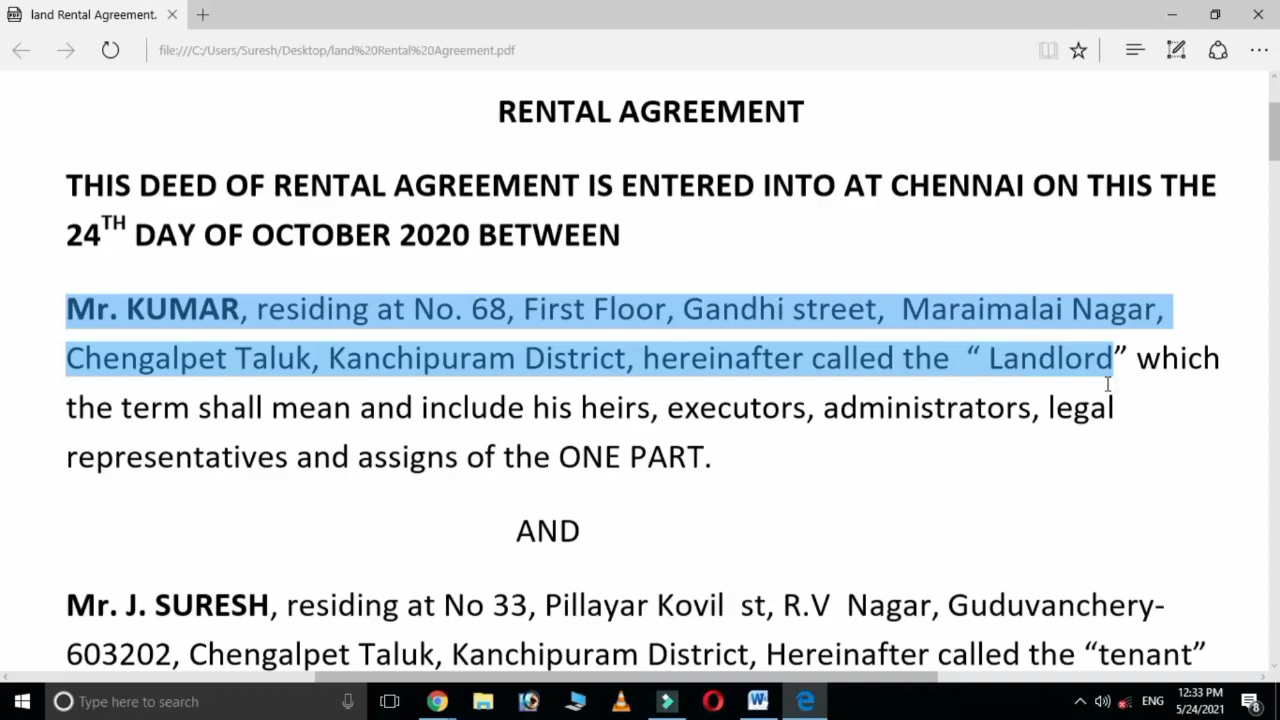 land Rental Agreement.
file:///C:/Users/Suresh/Desktop/land%20Rental%20Agreement.pdf
RENTAL AGREEMENT
THIS DEED OF RENTAL AGREEMENT IS ENTERED INTO AT CHENNAI ON THIS THE
24TH DAY OF OCTOBER 2020 BETWEEN
Mr. KUMAR, residing at No. 68, First Floor, Gandhi street,  Maraimalai Nagar,
Chengalpet Taluk, Kanchipuram District, hereinafter called the  “ Landlord” which
the term shall mean and include his heirs, executors, administrators, legal
representatives and assigns of the ONE PART.
AND
Mr. J. SURESH, residing at No 33, Pillayar Kovil  st, R.V  Nagar, Guduvanchery-
603202, Chengalpet Taluk, Kanchipuram District, Hereinafter called the “tenant”
Type here to search
ENG
12:33 PM
5/24/2021
8